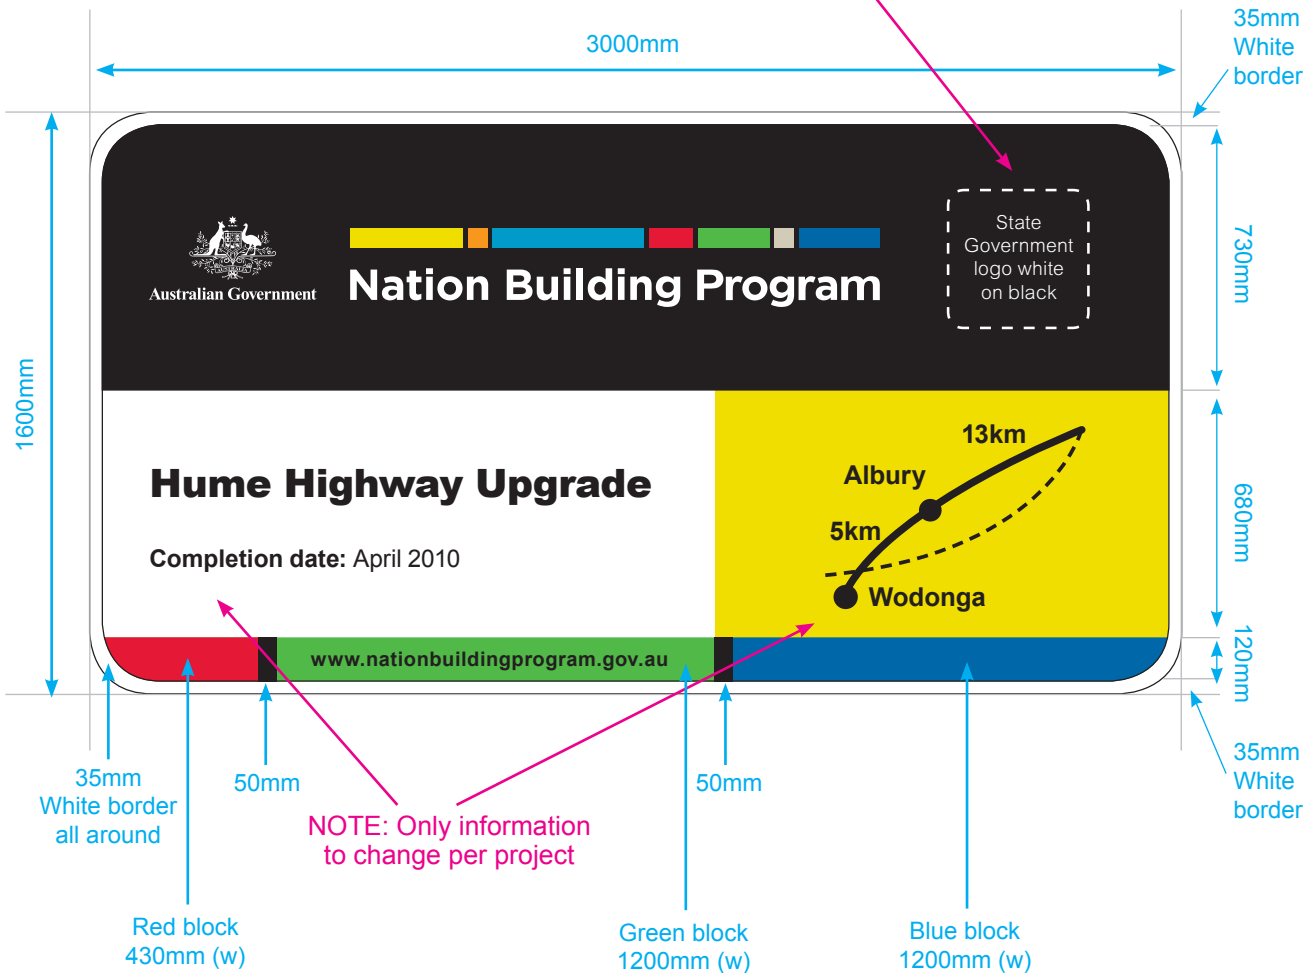 35mm
White
border
3000mm
State
Government
logo white
on black
Australian Government
Nation Building Program
730mm
1600mm
13km
Albury
Hume Highway Upgrade
680mm
5km
Completion date: April 2010
Wodonga
www.nationbuildingprogram.gov.au
120mm
35mm
White border
all around
50mm
50mm
35mm
White
border
NOTE: Only information
to change per project
Red block
430mm (w)
Green block
1200mm (w)
Blue block
1200mm (w)